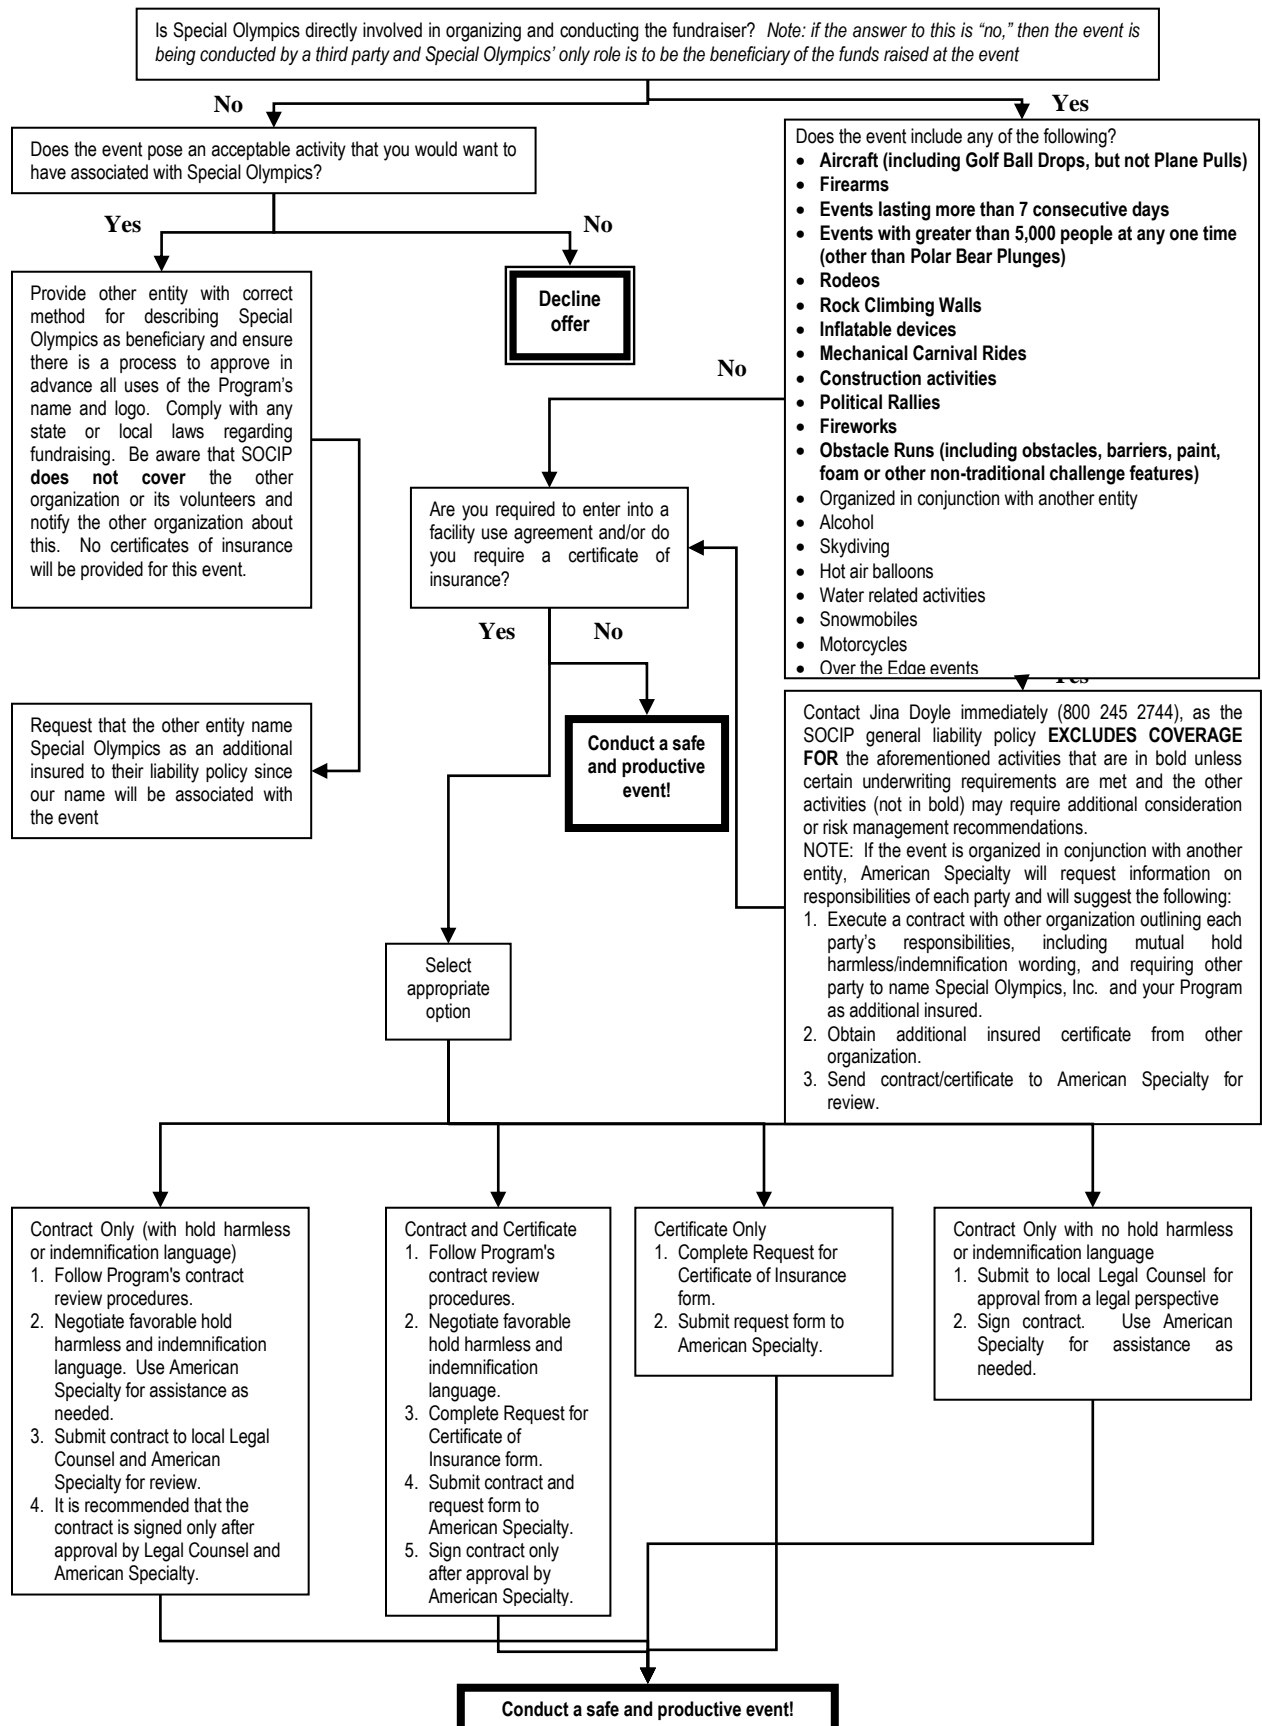 Is Special Olympics directly involved in organizing and conducting the fundraiser? Note: if the answer to this is “no,” then the event is
being conducted by a third party and Special Olympics’ only role is to be the beneficiary of the funds raised at the event
No
Yes
Does the event pose an acceptable activity that you would want to
have associated with Special Olympics?
Yes
No
Provide other entity with correct
method for describing Special
Olympics as beneficiary and ensure
there is a process to approve in
advance all uses of the Program’s
name and logo. Comply with any
state or local laws regarding
fundraising. Be aware that SOCIP
does not cover the other
organization or its volunteers and
notify the other organization about
this. No certificates of insurance
will be provided for this event.
Decline
offer
Request that the other entity name
Special Olympics as an additional
insured to their liability policy since
our name will be associated with
the event
Does the event include any of the following?
• Aircraft (including Golf Ball Drops, but not Plane Pulls)
• Firearms
• Events lasting more than 7 consecutive days
• Events with greater than 5,000 people at any one time
(other than Polar Bear Plunges)
• Rodeos
• Rock Climbing Walls
• Inflatable devices
• Mechanical Carnival Rides
• Construction activities
• Political Rallies
• Fireworks
• Obstacle Runs (including obstacles, barriers, paint,
foam or other non-traditional challenge features)
• Organized in conjunction with another entity
• Alcohol
• Skydiving
• Hot air balloons
• Water related activities
• Snowmobiles
• Motorcycles
• Over the Edge events
No
Yes
Are you required to enter into a
facility use agreement and/or do
you require a certificate of
insurance?
Yes
No
Conduct a safe
and productive
event!
Contact Jina Doyle immediately (800 245 2744), as the
SOCIP general liability policy EXCLUDES COVERAGE
FOR the aforementioned activities that are in bold unless
certain underwriting requirements are met and the other
activities (not in bold) may require additional consideration
or risk management recommendations.
NOTE: If the event is organized in conjunction with another
entity, American Specialty will request information on
responsibilities of each party and will suggest the following:
1. Execute a contract with other organization outlining each
party’s responsibilities, including mutual hold
harmless/indemnification wording, and requiring other
party to name Special Olympics, Inc. and your Program
as additional insured.
2. Obtain additional insured certificate from other
organization.
3. Send contract/certificate to American Specialty for
review.
Select
appropriate
option
Contract Only (with hold harmless
or indemnification language)
1. Follow Program's contract
review procedures.
2. Negotiate favorable hold
harmless and indemnification
language. Use American
Specialty for assistance as
needed.
3. Submit contract to local Legal
Counsel and American
Specialty for review.
4. It is recommended that the
contract is signed only after
approval by Legal Counsel and
American Specialty.
Contract and Certificate
1. Follow Program's
contract review
procedures.
2. Negotiate favorable
hold harmless and
indemnification
language.
3. Complete Request for
Certificate of
Insurance form.
4. Submit contract and
request form to
American Specialty.
5. Sign contract only
after approval by
American Specialty.
Certificate Only
1. Complete Request for
Certificate of Insurance
form.
2. Submit request form to
American Specialty.
Contract Only with no hold harmless
or indemnification language
1. Submit to local Legal Counsel for
approval from a legal perspective
2. Sign contract. Use American
Specialty for assistance as
needed.
Conduct a safe and productive event!